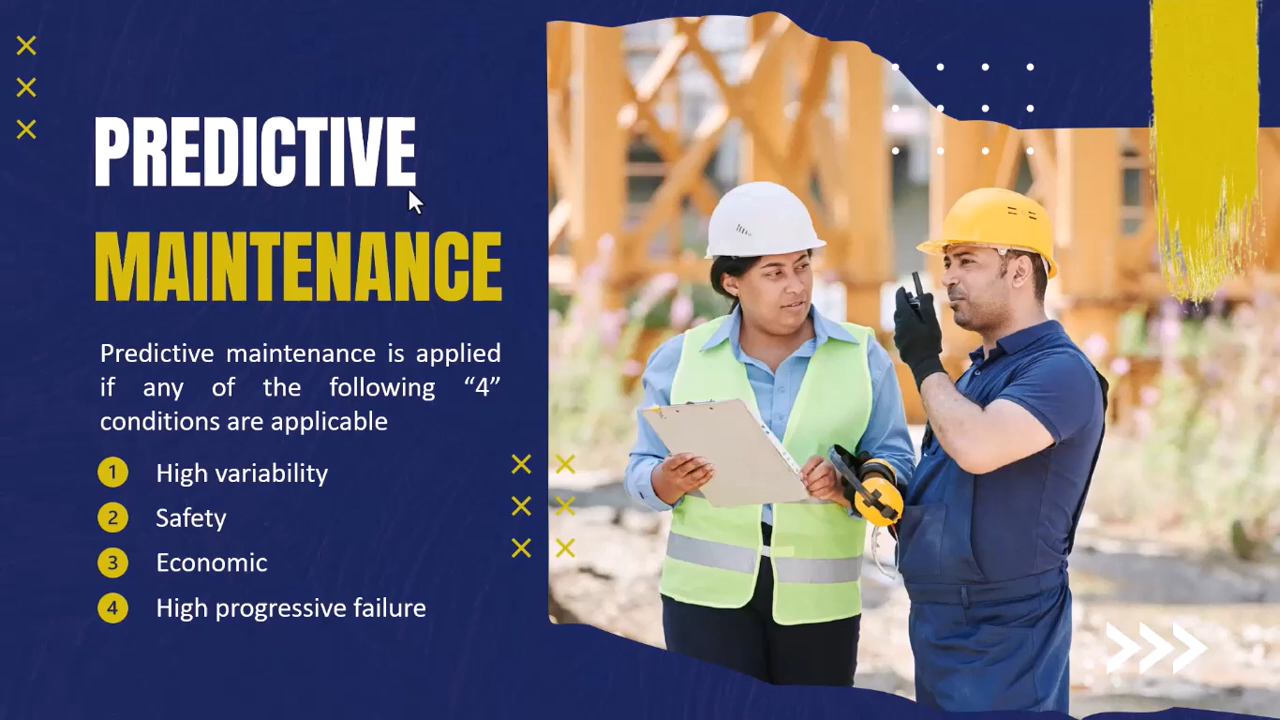 PREDICTIVE
MAINTENANCE
Predictive maintenance is applied
if any of the following “4”
conditions are applicable
1 High variability
2 Safety
3 Economic
4 High progressive failure